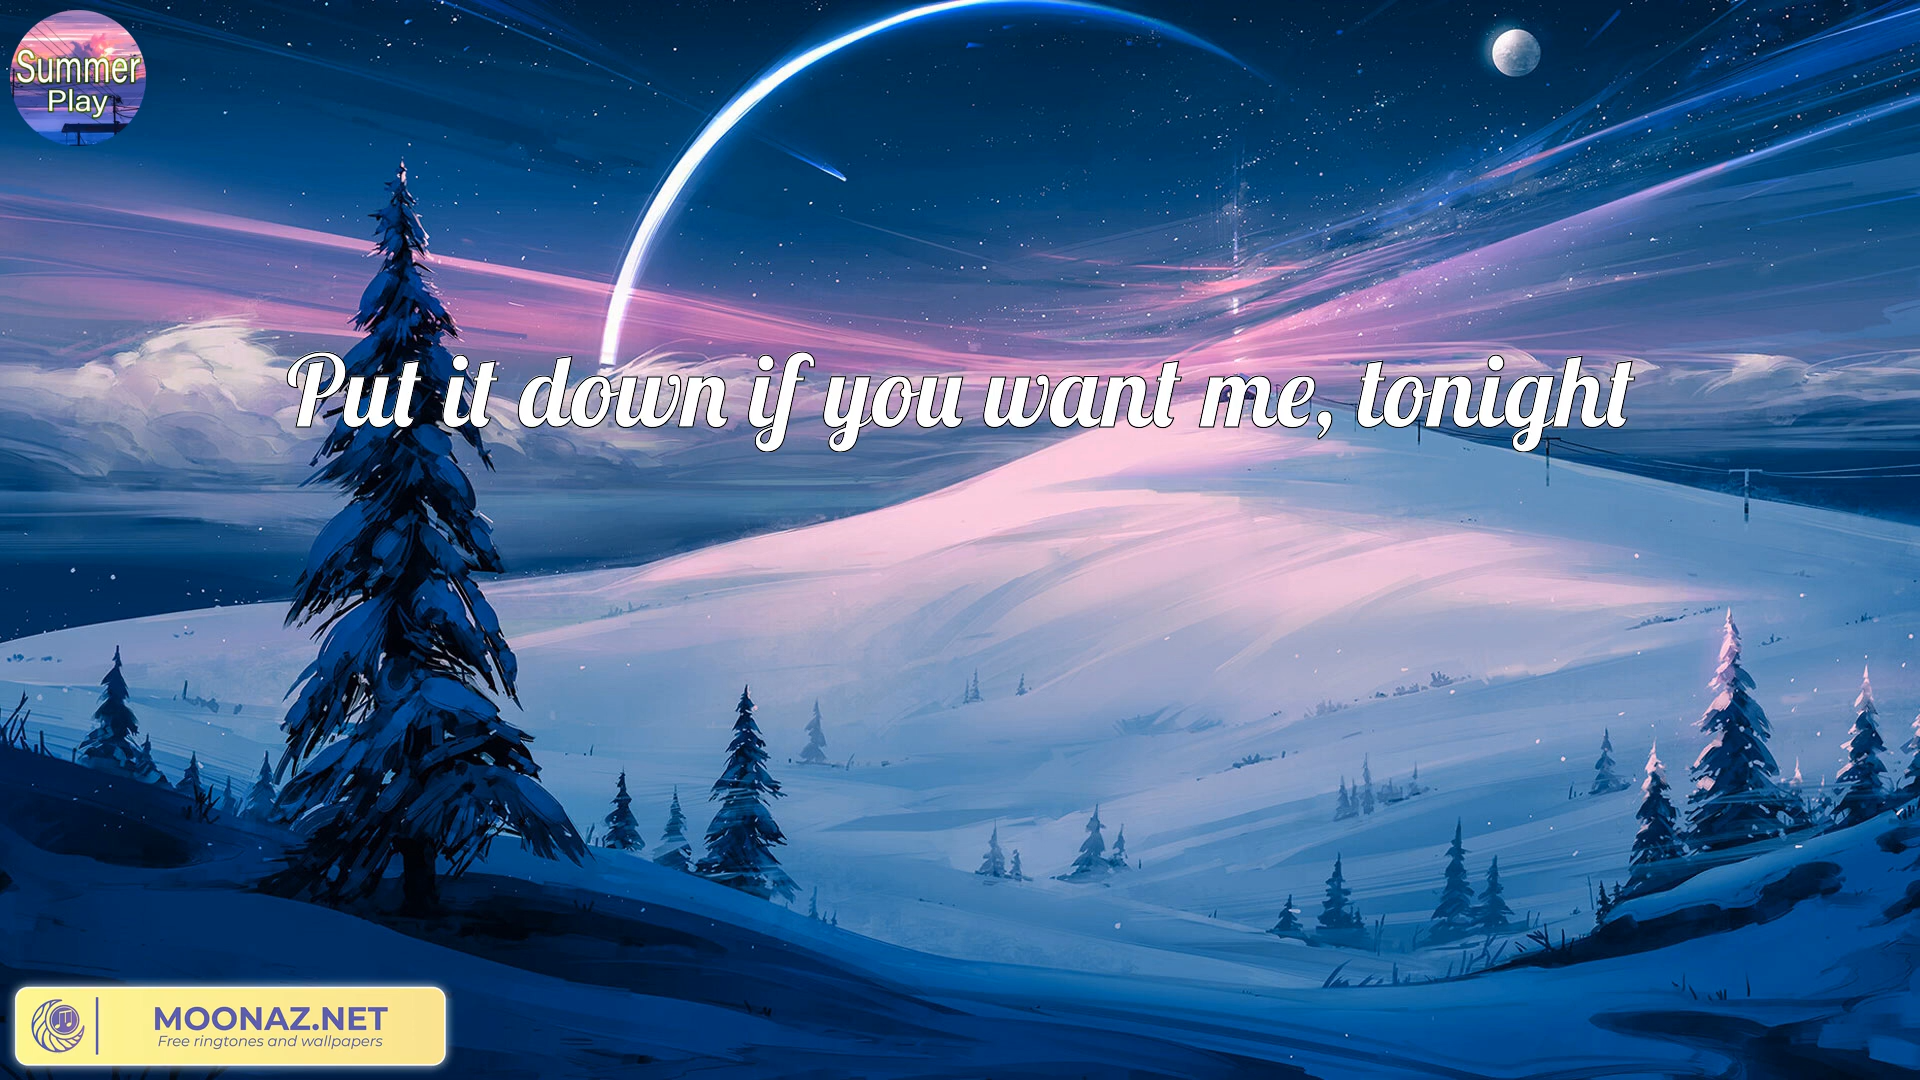 Summer
Play
Put it down if you want me, tonight
MOONAZ.NET
Free ringtones and wallpapers